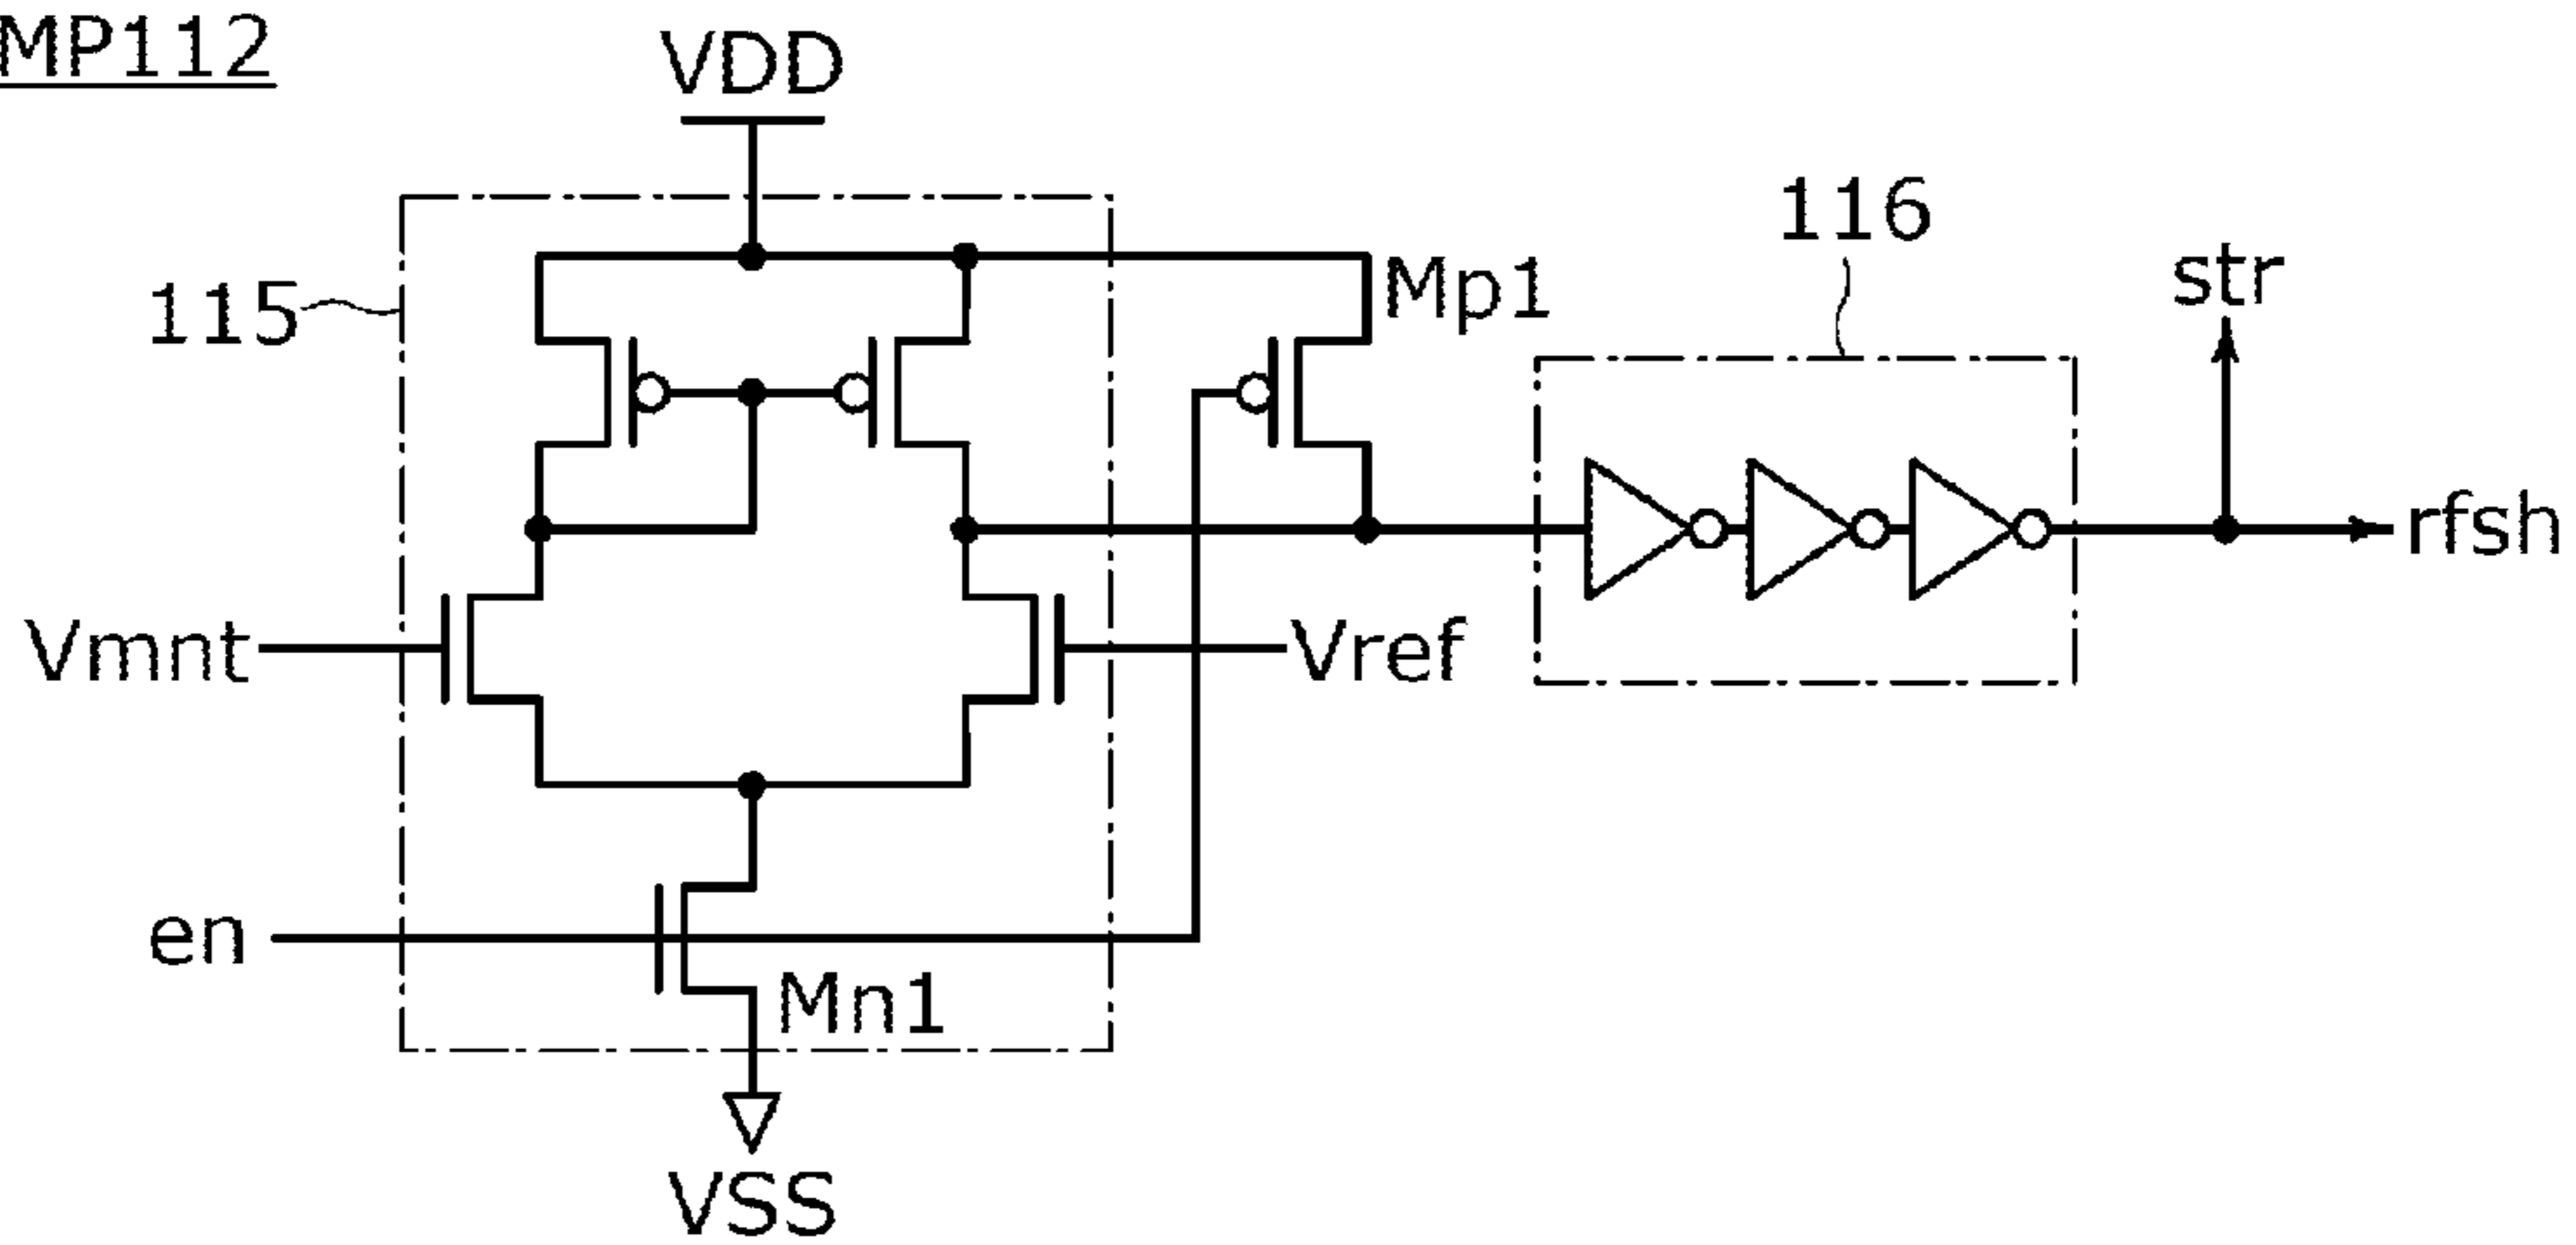 MP112
VDD
116
115
Mp1
str
rfsh
Vmnt
Vref
en
Mn1
VSS